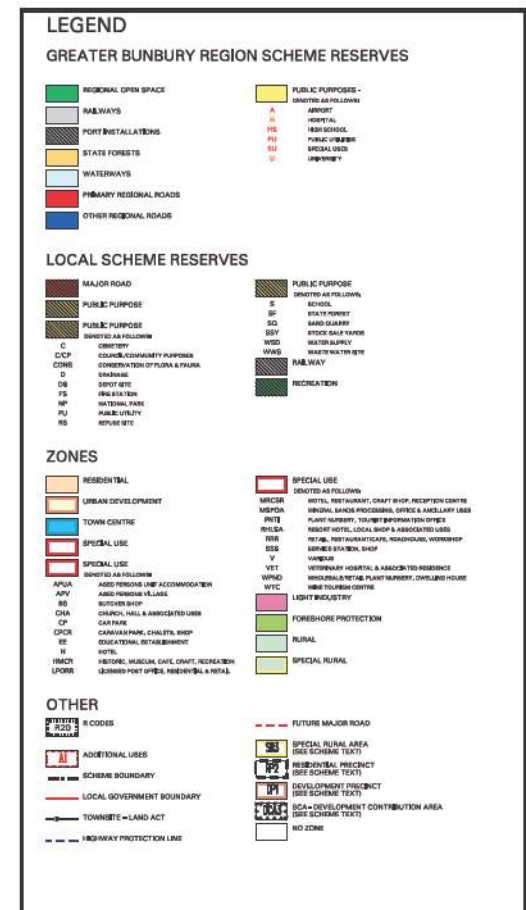 LEGEND
GREATER BUNBURY REGION SCHEME RESERVES
REGIONAL OPEN SPACE
RAILWAYS
PORT INSTALLATIONS
STATE FORESTS
WATERWAYS
PRIMARY REGIONAL ROADS
OTHER REGIONAL ROADS
PUBLIC PURPOSES -
DENOTED AS FOLLOWS:
A AIRPORT
H HOSPITAL
HS HIGH SCHOOL
PU PUBLIC UTILITIES
SU SPECIAL USES
U UNIVERSITY
LOCAL SCHEME RESERVES
MAJOR ROAD
PUBLIC PURPOSE
PUBLIC PURPOSE
DENOTED AS FOLLOWS:
C CEMETERY
C/CP COUNCIL/COMMUNITY PURPOSES
CONS CONSERVATION OF FLORA & FAUNA
D DRAINAGE
DS DEPOT SITE
FS FIRE STATION
NP NATIONAL PARK
PU PUBLIC UTILITY
RS REFUSE SITE
PUBLIC PURPOSE
DENOTED AS FOLLOWS:
S SCHOOL
SF STATE FOREST
SQ SAND QUARRY
SSY STOCK SALE YARDS
WSD WATER SUPPLY
WWS WASTE WATER SITE
RAILWAY
RECREATION
ZONES
RESIDENTIAL
URBAN DEVELOPMENT
TOWN CENTRE
SPECIAL USE
SPECIAL USE
DENOTED AS FOLLOWS:
APUA AGED PERSONS UNIT ACCOMMODATION
APV AGED PERSONS VILLAGE
BS BUTCHER SHOP
CHA CHURCH, HALL & ASSOCIATED USES
CP CAR PARK
CPCR CARAVAN PARK, CHALETS, SHOP
EE EDUCATIONAL ESTABLISHMENT
H HOTEL
HMCR HISTORIC, MUSEUM, CAFE, CRAFT, RECREATION
LPORR LICENSED POST OFFICE, RESIDENTIAL & RETAIL
SPECIAL USE
DENOTED AS FOLLOWS:
MRCSR MOTEL, RESTAURANT, CRAFT SHOP, RECEPTION CENTRE
MSPOA MINERAL SANDS PROCESSING, OFFICE & ANCILLARY USES
PNTI PLANT NURSERY, TOURIST INFORMATION OFFICE
RHLSA RESORT HOTEL, LOCAL SHOP & ASSOCIATED USES
RRR RETAIL, RESTAURANT/CAFE, ROADHOUSE, WORKSHOP
SSS SERVICE STATION, SHOP
V VARIOUS
VET VETERINARY HOSPITAL & ASSOCIATED RESIDENCE
WPND WHOLESALE/RETAIL PLANT NURSERY, DWELLING HOUSE
WTC WINE TOURISM CENTRE
LIGHT INDUSTRY
FORESHORE PROTECTION
RURAL
SPECIAL RURAL
OTHER
R20 R CODES
A1 ADDITIONAL USES
SCHEME BOUNDARY
LOCAL GOVERNMENT BOUNDARY
TOWNSITE - LAND ACT
HIGHWAY PROTECTION LINE
FUTURE MAJOR ROAD
SR3 SPECIAL RURAL AREA
(SEE SCHEME TEXT)
RP2 RESIDENTIAL PRECINCT
(SEE SCHEME TEXT)
DP1 DEVELOPMENT PRECINCT
(SEE SCHEME TEXT)
SCA - DEVELOPMENT CONTRIBUTION AREA
(SEE SCHEME TEXT)
NO ZONE